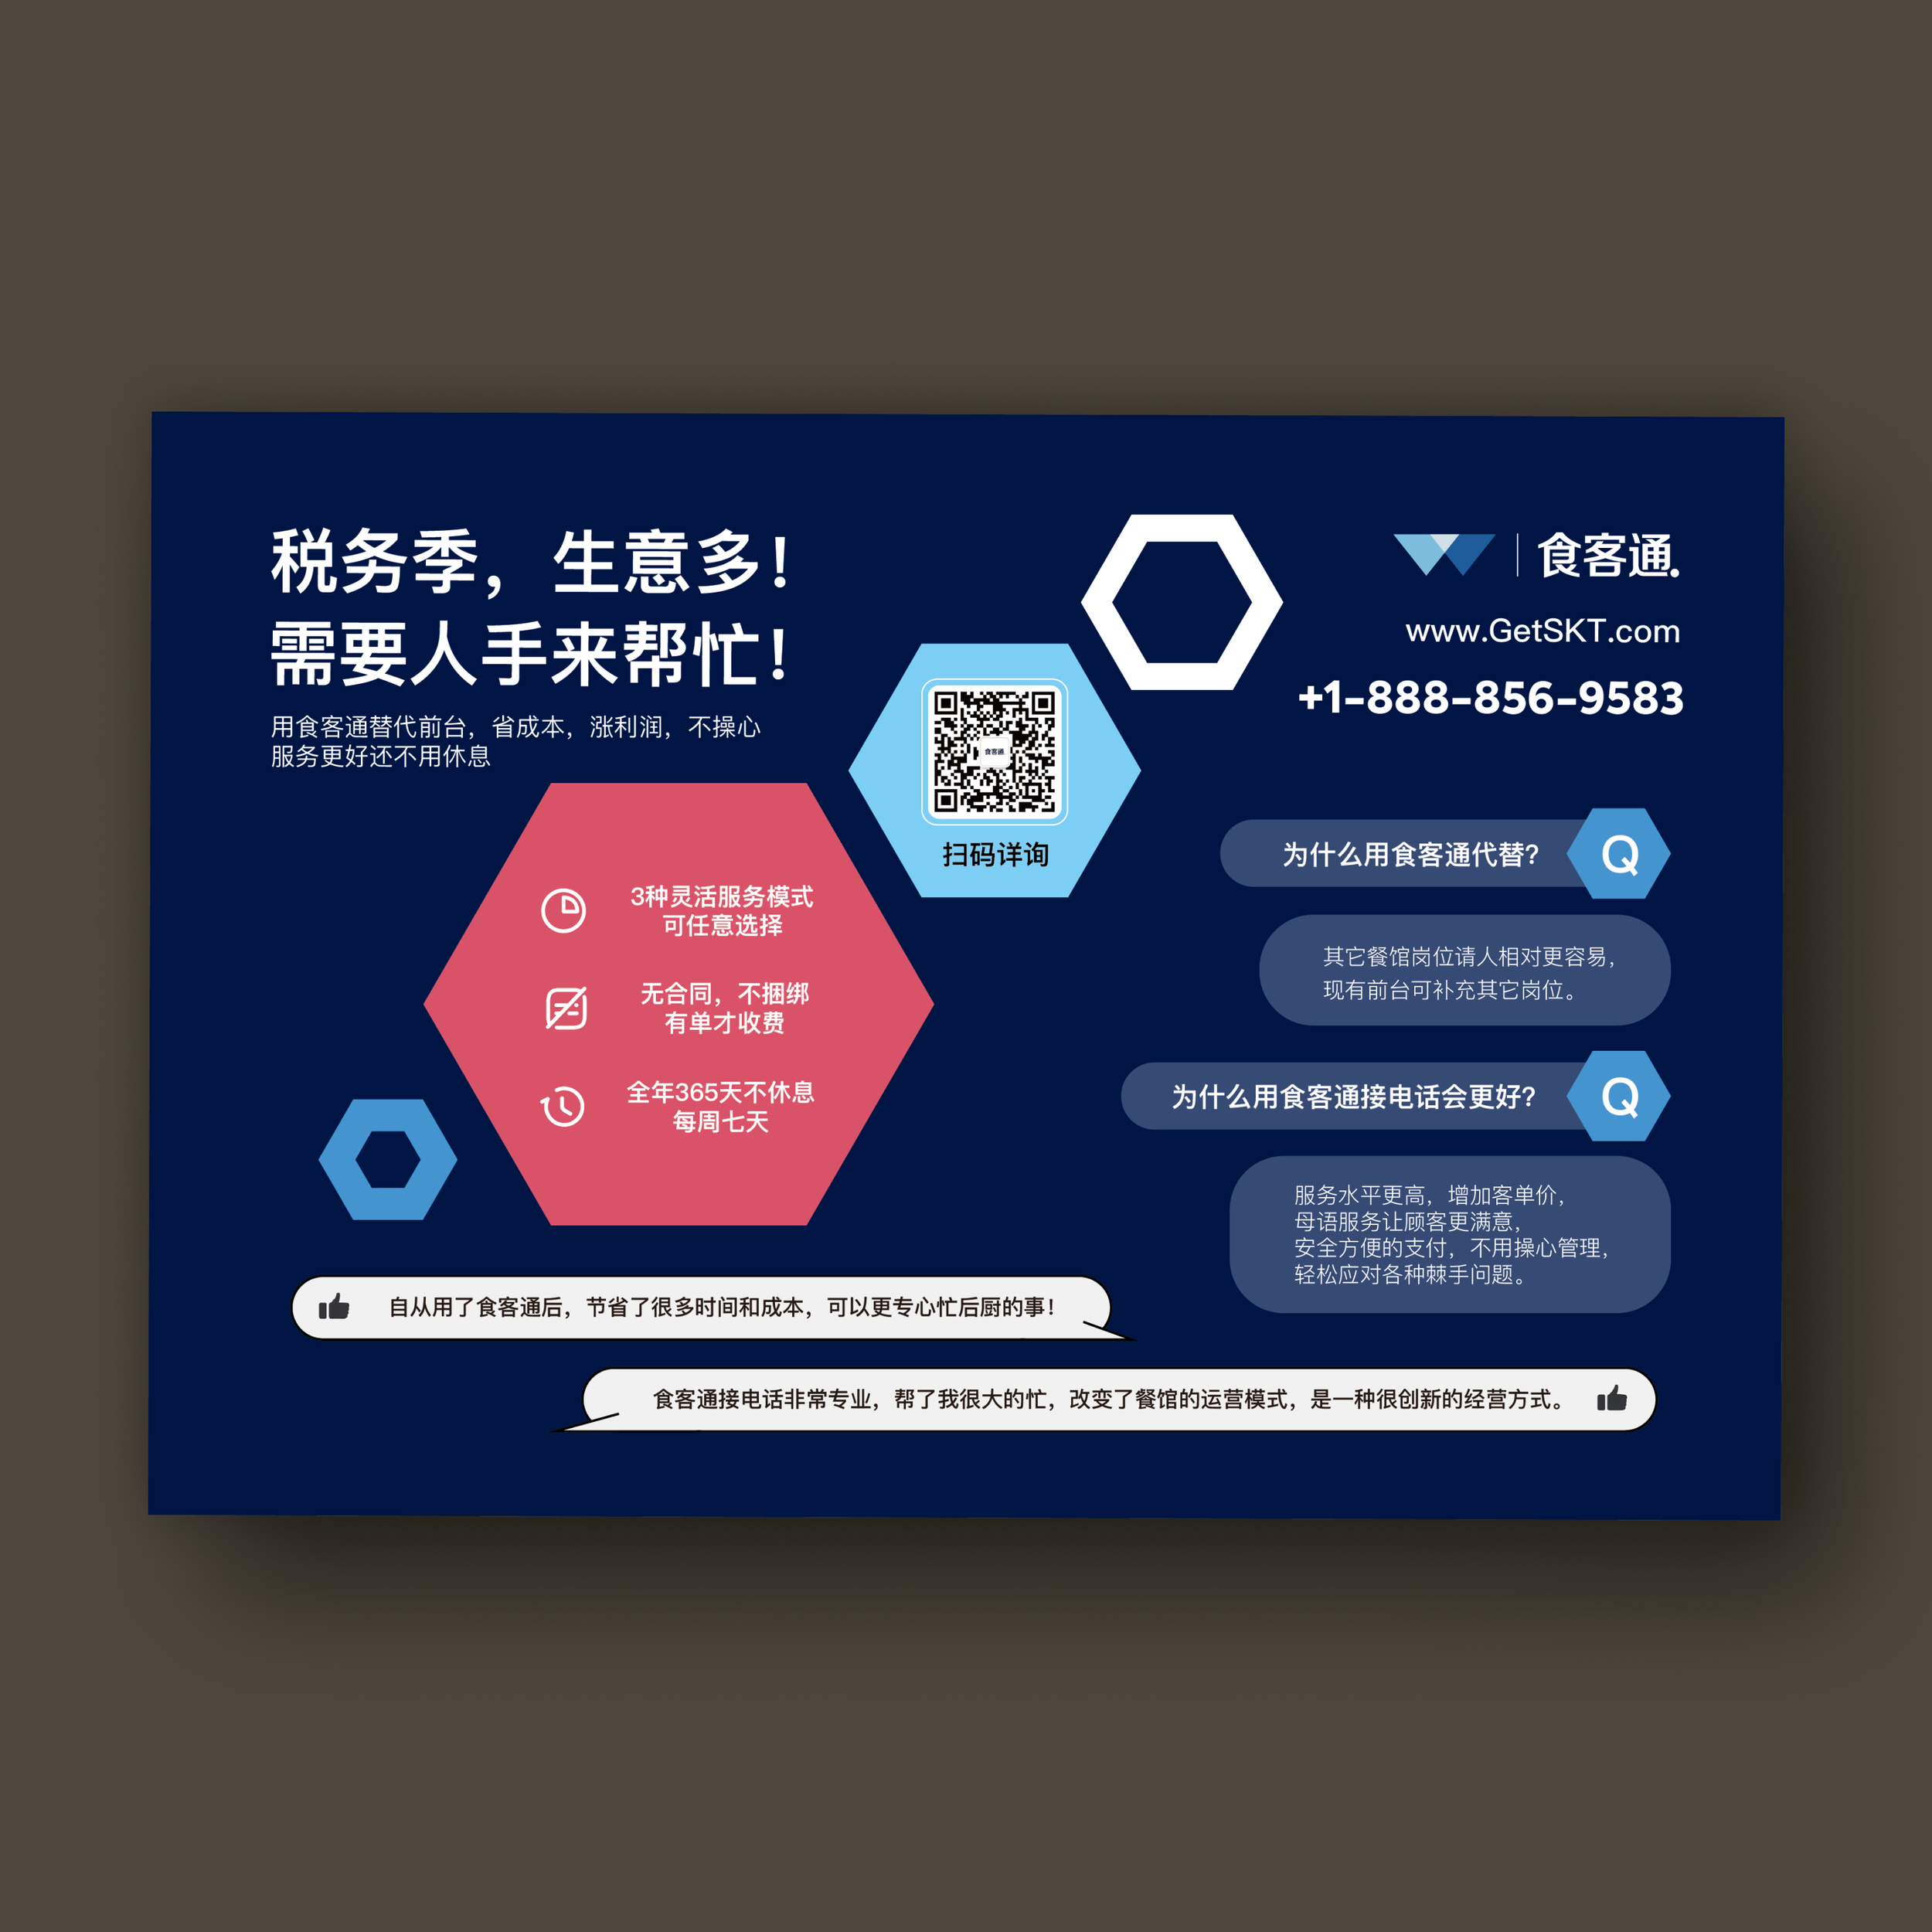 税务季，生意多！
需要人手来帮忙！
用食客通替代前台，省成本，涨利润，不操心
服务更好还不用休息
食客通.
www.GetSKT.com
+1-888-856-9583
食客通
扫码详询
3种灵活服务模式
可任意选择
无合同，不捆绑
有单才收费
全年365天不休息
每周七天
为什么用食客通代替?
Q
其它餐馆岗位请人相对更容易，
现有前台可补充其它岗位。
为什么用食客通接电话会更好?
Q
服务水平更高，增加客单价，
母语服务让顾客更满意，
安全方便的支付，不用操心管理，
轻松应对各种棘手问题。
自从用了食客通后，节省了很多时间和成本，可以更专心忙后厨的事！
食客通接电话非常专业，帮了我很大的忙，改变了餐馆的运营模式，是一种很创新的经营方式。